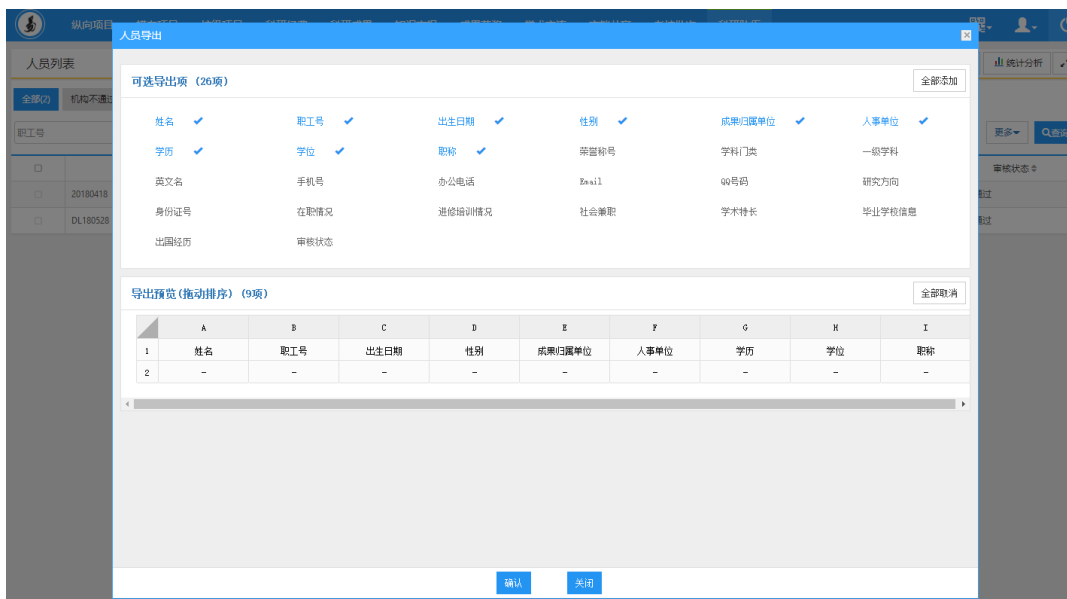 纵向项目
人员导出
人员列表
统计分析
可选导出项 (26项)
全部添加
全部(2) 机构不通过
姓名 职工号 出生日期 性别 成果归属单位 人事单位
职工号
更多 查询
学历 学位 职称 荣誉称号 学科门类 一级学科
审核状态
英文名 手机号 办公电话 Email QQ号码 研究方向
20180418
身份证号 在职情况 进修培训情况 社会兼职 学术特长 毕业学校信息
DL180528
出国经历 审核状态
导出预览(拖动排序) (9项)
全部取消
A B C D E F G H I
1 姓名 职工号 出生日期 性别 成果归属单位 人事单位 学历 学位 职称
2 - - - - - - - - -
确认 关闭